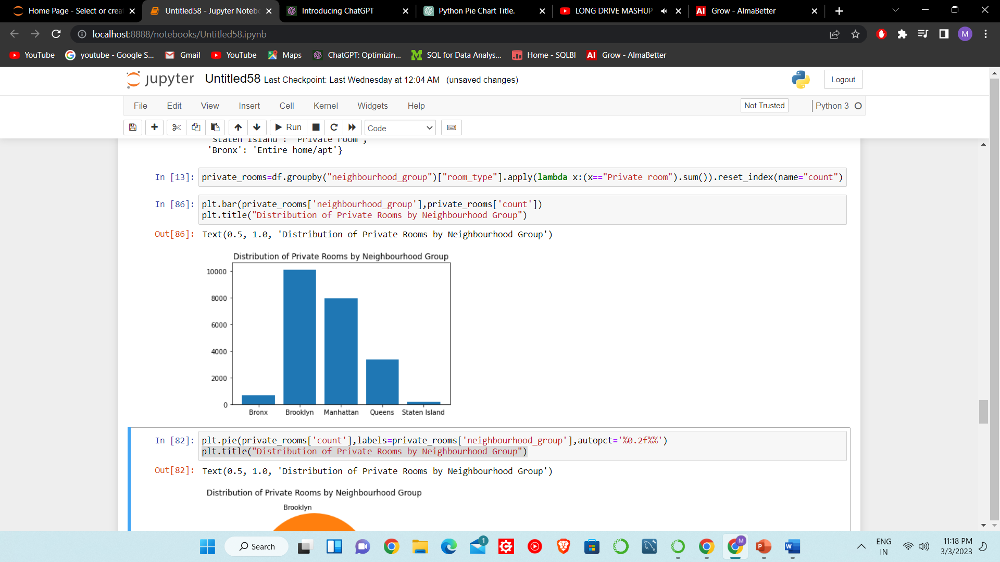 Home Page - Select or crea
Untitled58 - Jupyter Noteb
Introducing ChatGPT
Python Pie Chart Title.
LONG DRIVE MASHUP
AI Grow - AlmaBetter
localhost:8888/notebooks/Untitled58.ipynb
M
YouTube
youtube - Google S...
Gmail
YouTube
Maps
ChatGPT: Optimizin...
SQL for Data Analys...
Home - SQLBI
AI Grow - AlmaBetter
jupyter Untitled58 Last Checkpoint: Last Wednesday at 12:04 AM (unsaved changes)
Logout
File Edit View Insert Cell Kernel Widgets Help
Not Trusted
Python 3
Run
Code
'Staten Island': 'Private room',
'Bronx': 'Entire home/apt'}
In [13]: private_rooms=df.groupby("neighbourhood_group")["room_type"].apply(lambda x:(x=="Private room").sum()).reset_index(name="count")
In [86]: plt.bar(private_rooms['neighbourhood_group'],private_rooms['count'])
plt.title("Distribution of Private Rooms by Neighbourhood Group")
Out[86]: Text(0.5, 1.0, 'Distribution of Private Rooms by Neighbourhood Group')
Distribution of Private Rooms by Neighbourhood Group
10000
8000
6000
4000
2000
0
Bronx Brooklyn Manhattan Queens Staten Island
In [82]: plt.pie(private_rooms['count'],labels=private_rooms['neighbourhood_group'],autopct='%0.2f%%')
plt.title("Distribution of Private Rooms by Neighbourhood Group")
Out[82]: Text(0.5, 1.0, 'Distribution of Private Rooms by Neighbourhood Group')
Distribution of Private Rooms by Neighbourhood Group
Brooklyn
Search
1
M
P
W
ENG
IN
11:18 PM
3/3/2023